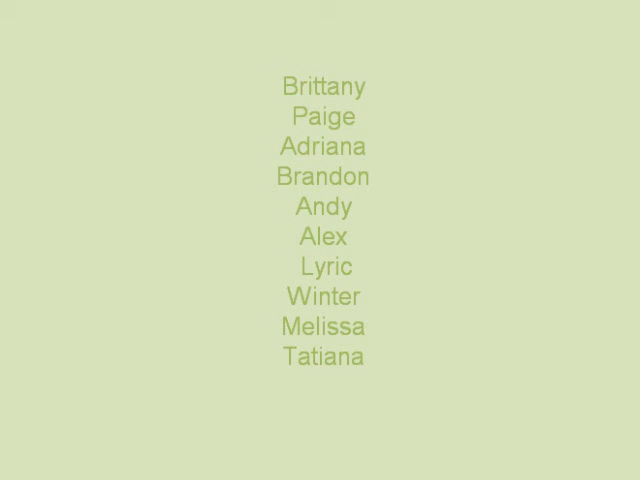 Brittany
Paige
Adriana
Brandon
Andy
Alex
Lyric
Winter
Melissa
Tatiana